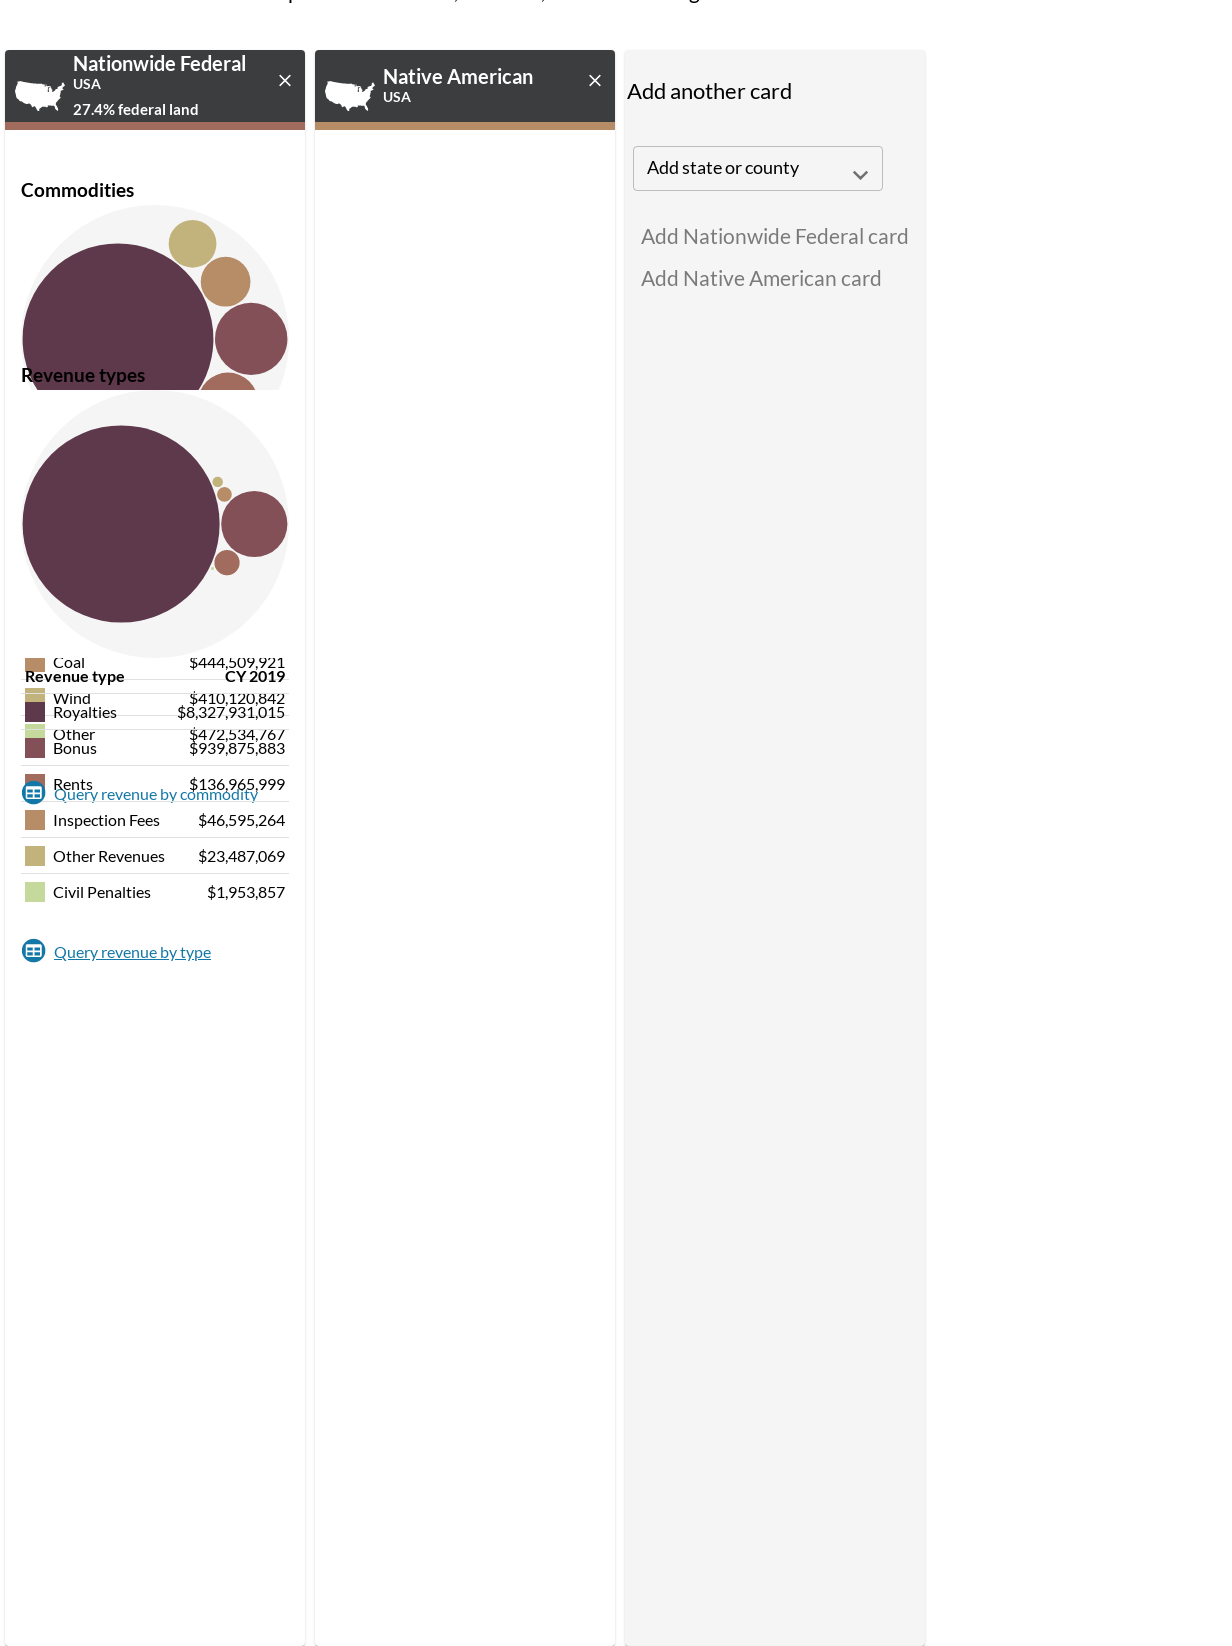 Nationwide Federal
USA
27.4% federal land
Native American
USA
Add another card
Add state or county
Add Nationwide Federal card
Add Native American card
Commodities
Revenue types
Coal $444,509,921
Revenue type CY 2019
Wind $410,120,842
Royalties $8,327,931,015
Other $472,534,767
Bonus $939,875,883
Rents $136,965,999
Query revenue by commodity
Inspection Fees $46,595,264
Other Revenues $23,487,069
Civil Penalties $1,953,857
Query revenue by type